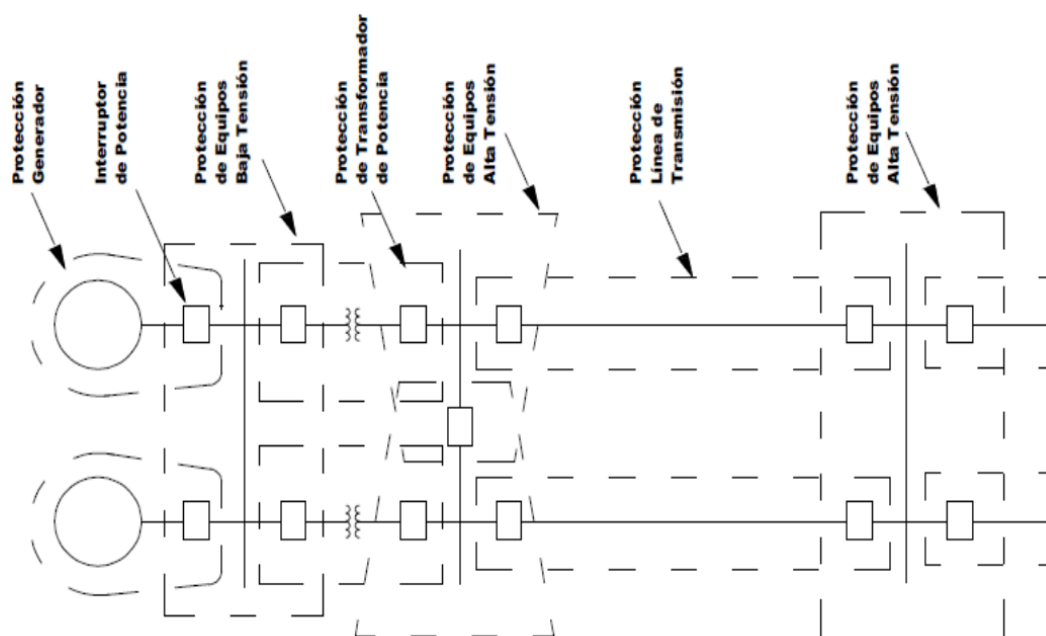 Protección
Generador
Interruptor
de Potencia
Protección
de Equipos
Baja Tensión
Protección
de Transformador
de Potencia
Protección
de Equipos
Alta Tensión
Protección
Línea de
Transmisión
Protección
de Equipos
Alta Tensión